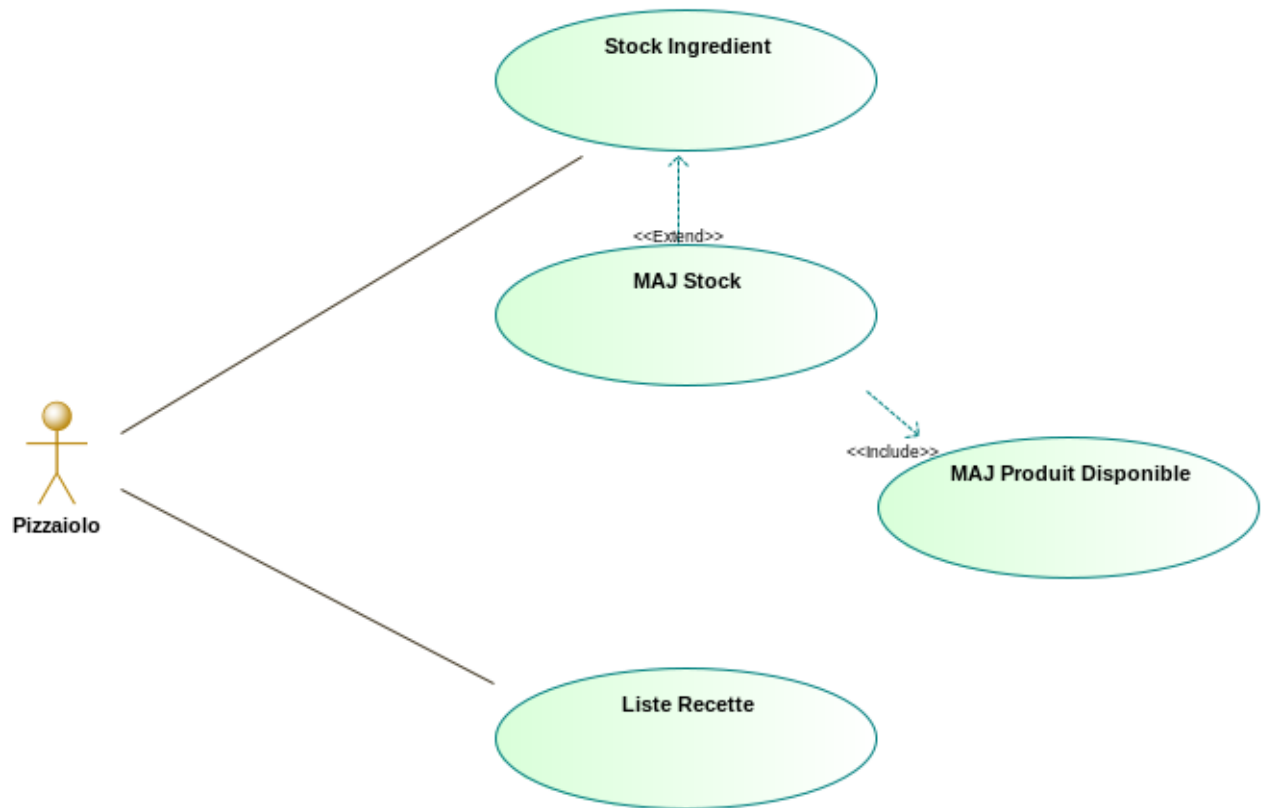 Stock Ingredient
<<Extend>>
MAJ Stock
<<Include>>
MAJ Produit Disponible
Pizzaiolo
Liste Recette